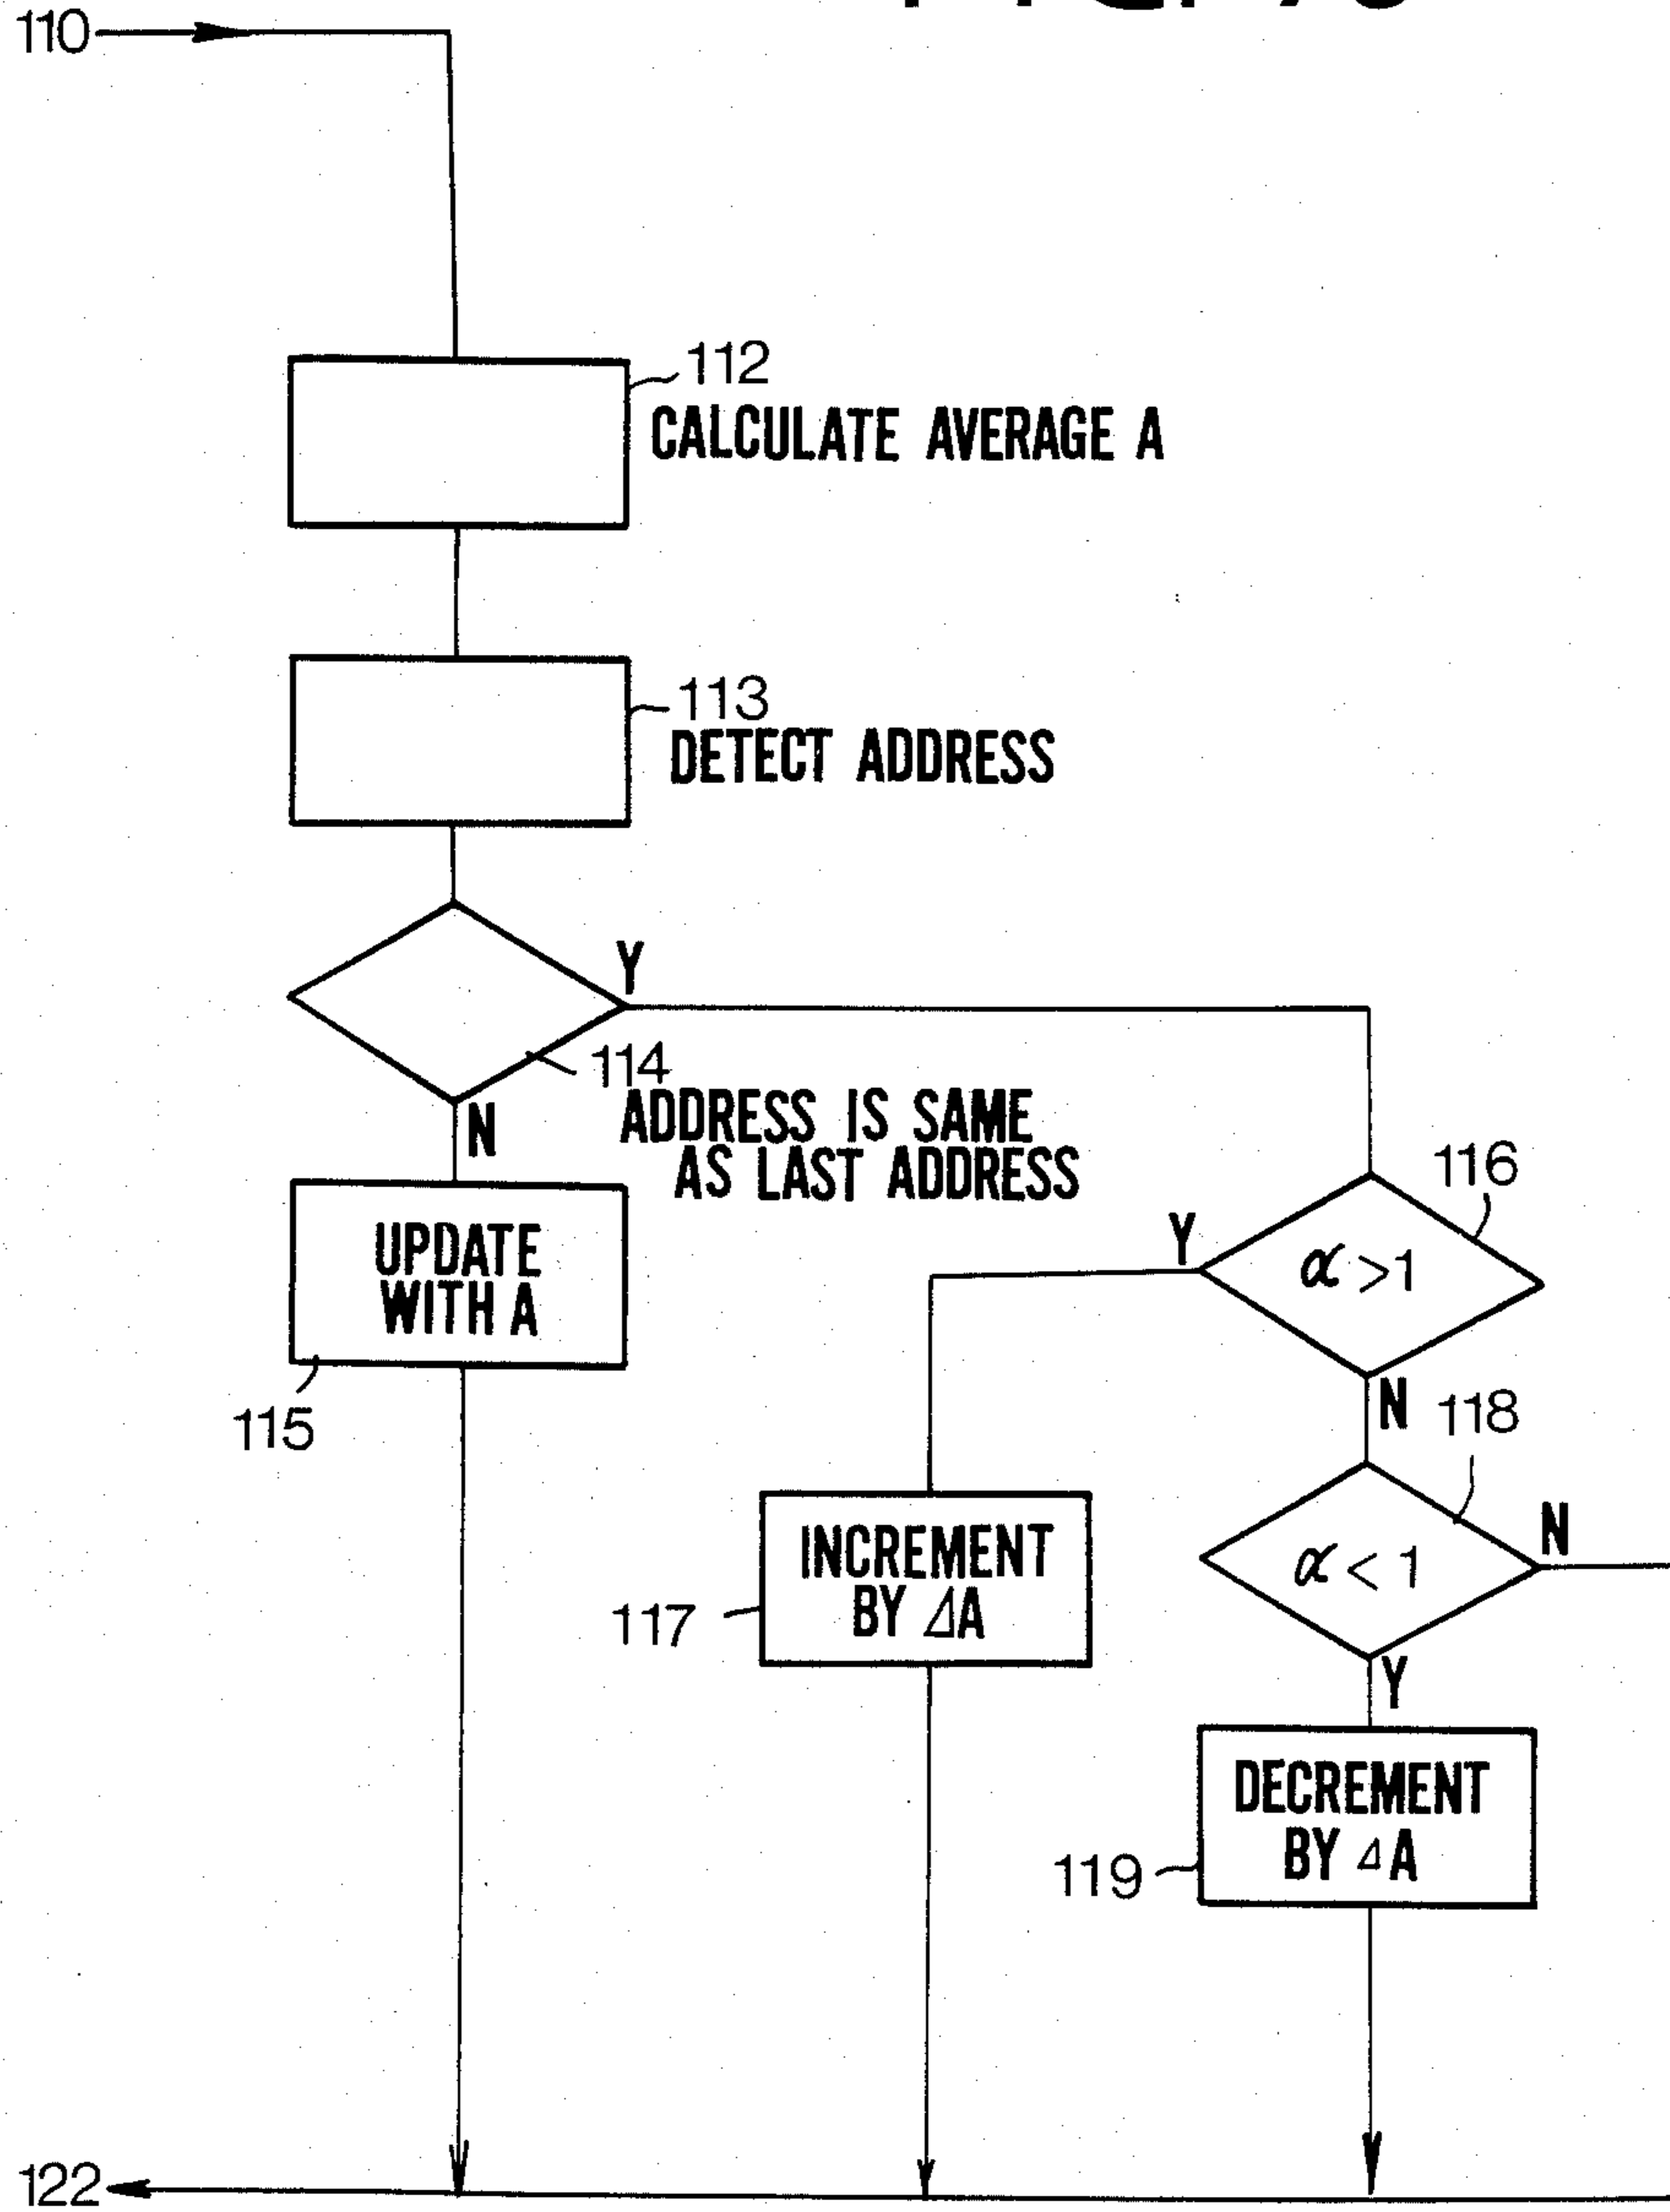 110
112
CALCULATE AVERAGE A
113
DETECT ADDRESS
Y
114
ADDRESS IS SAME
AS LAST ADDRESS
N
116
Y
α >1
UPDATE
WITH A
115
N
118
α < 1
N
INCREMENT
BY ΔA
117
Y
DECREMENT
BY ΔA
119
122